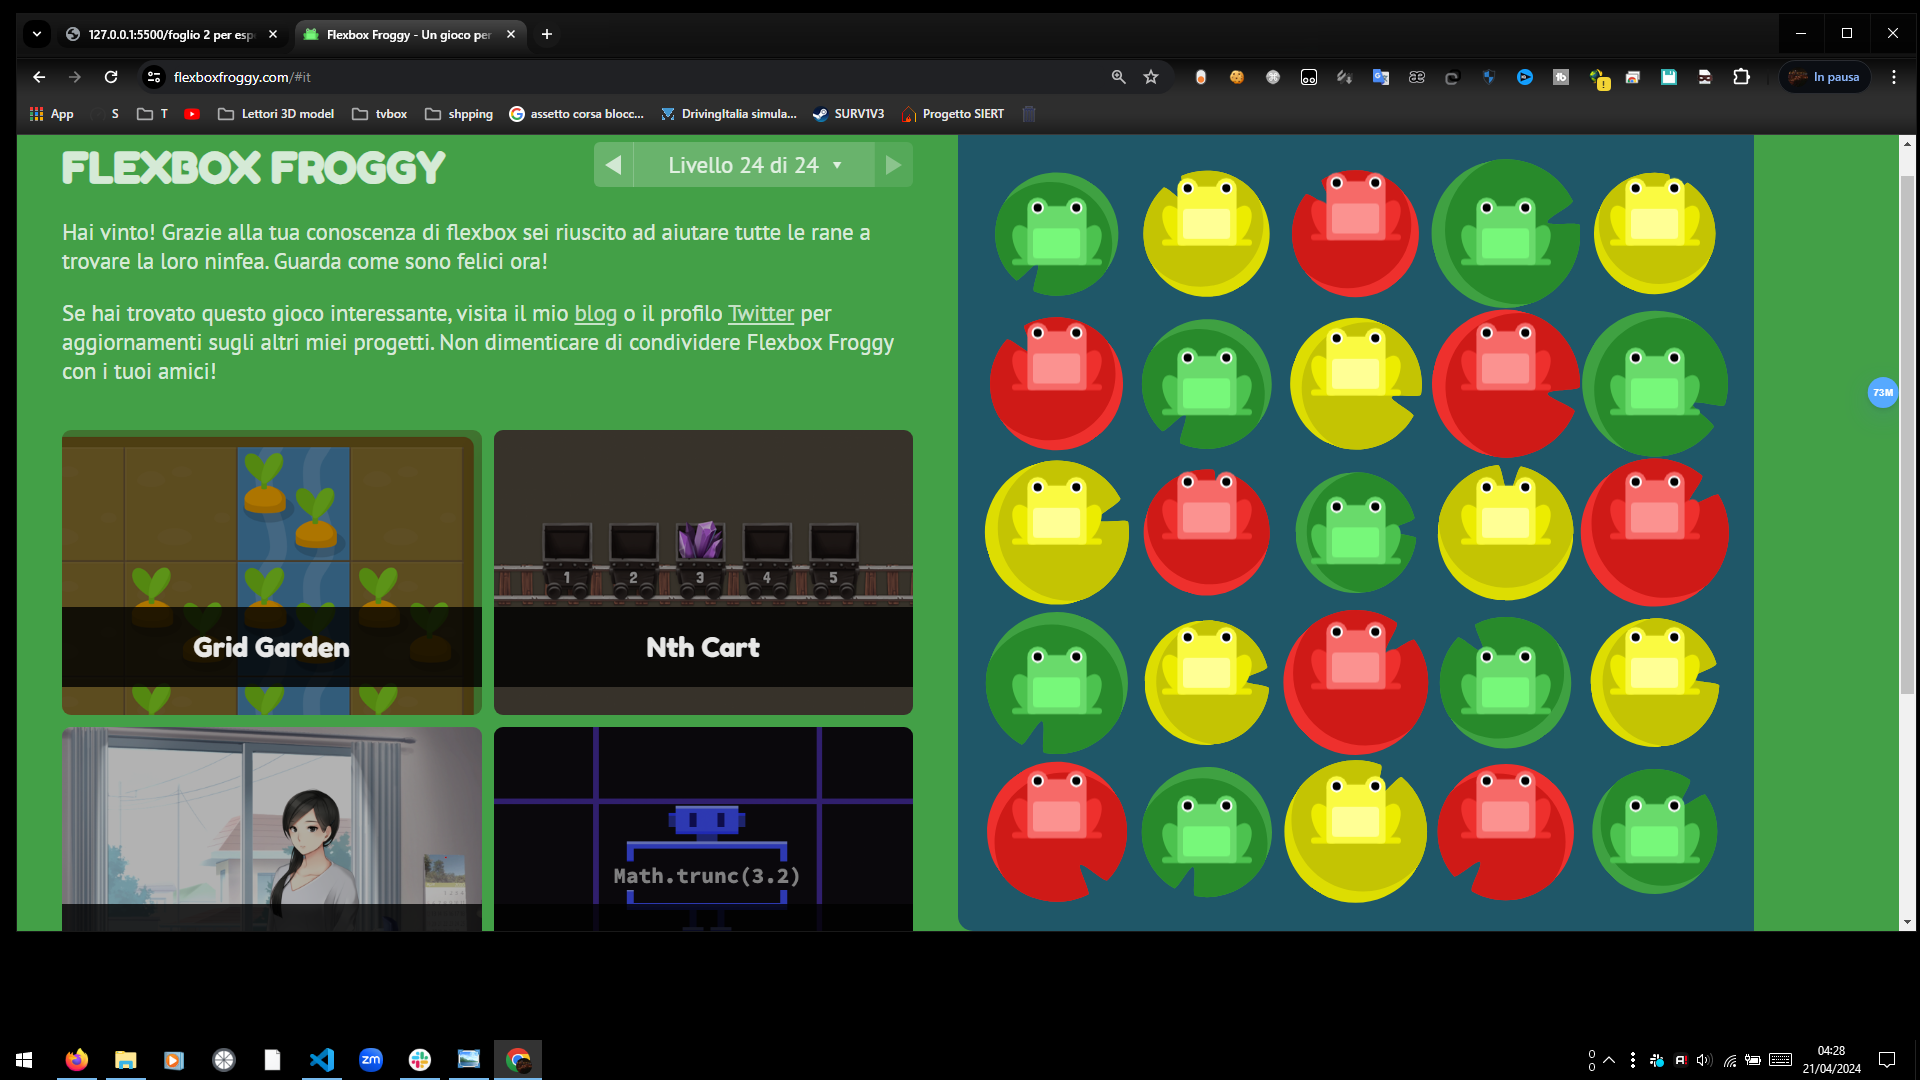 127.0.0.1:5500/foglio 2 per esp
Flexbox Froggy - Un gioco per
flexboxfroggy.com/#it
In pausa
App
S
T
Lettori 3D model
tvbox
shpping
assetto corsa blocc...
DrivingItalia simula...
SURV1V3
Progetto SIERT
FLEXBOX FROGGY
Livello 24 di 24
Hai vinto! Grazie alla tua conoscenza di flexbox sei riuscito ad aiutare tutte le rane a
trovare la loro ninfea. Guarda come sono felici ora!
Se hai trovato questo gioco interessante, visita il mio blog o il profilo Twitter per
aggiornamenti sugli altri miei progetti. Non dimenticare di condividere Flexbox Froggy
con i tuoi amici!
73M
1 2 3 4 5
Grid Garden
Nth Cart
Math.trunc(3.2)
zm
0
0
04:28
21/04/2024